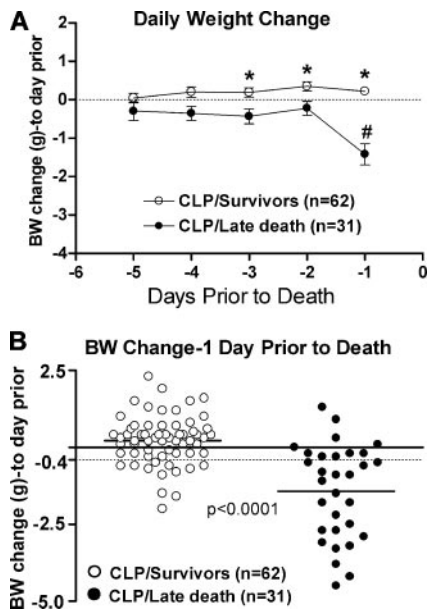 A
Daily Weight Change
BW change (g)-to day prior
2
1
0
-1
-2
-3
-4
* * *
#
CLP/Survivors (n=62)
CLP/Late death (n=31)
-6 -5 -4 -3 -2 -1 0
Days Prior to Death
B
BW Change-1 Day Prior to Death
BW change (g)-to day prior
2.5
-0.4
-2.5
-5.0
p<0.0001
CLP/Survivors (n=62)
CLP/Late death (n=31)